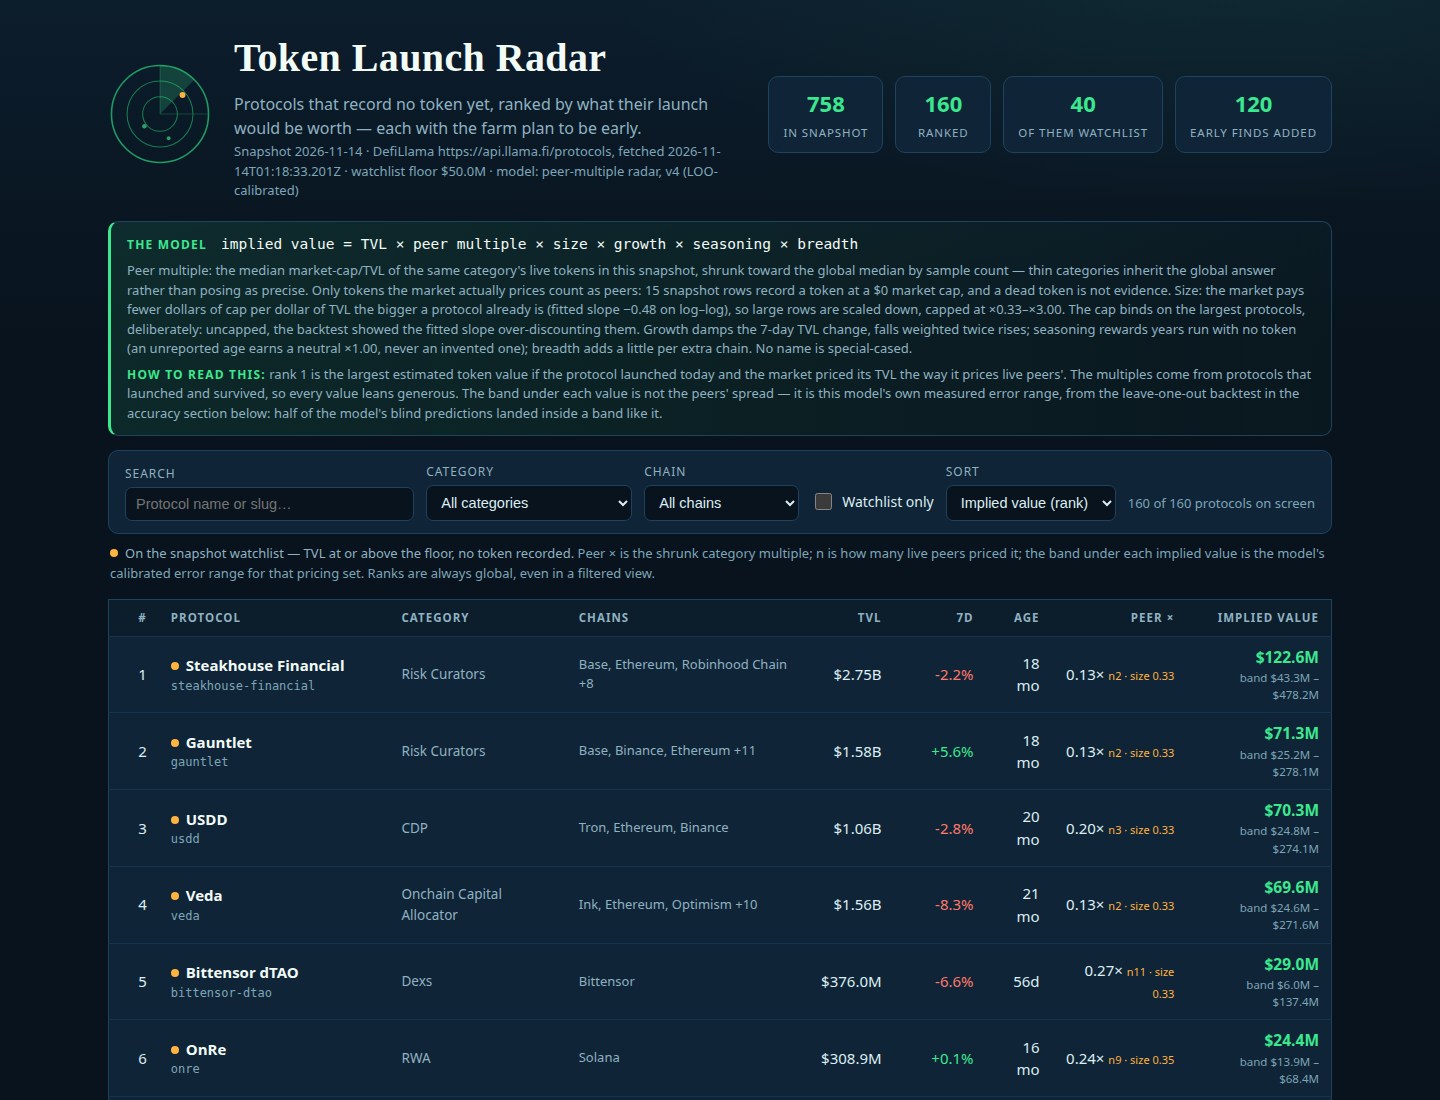 Token Launch Radar
Protocols that record no token yet, ranked by what their launch
would be worth — each with the farm plan to be early.
Snapshot 2026-11-14 · DefiLlama https://api.llama.fi/protocols, fetched 2026-11-
14T01:18:33.201Z · watchlist floor $50.0M · model: peer-multiple radar, v4 (LOO-
calibrated)
758
IN SNAPSHOT
160
RANKED
40
OF THEM WATCHLIST
120
EARLY FINDS ADDED
THE MODEL implied value = TVL × peer multiple × size × growth × seasoning × breadth
Peer multiple: the median market-cap/TVL of the same category's live tokens in this snapshot, shrunk toward the global median by sample count — thin categories inherit the global answer
rather than posing as precise. Only tokens the market actually prices count as peers: 15 snapshot rows record a token at a $0 market cap, and a dead token is not evidence. Size: the market pays
fewer dollars of cap per dollar of TVL the bigger a protocol already is (fitted slope −0.48 on log–log), so large rows are scaled down, capped at ×0.33–×3.00. The cap binds on the largest protocols,
deliberately: uncapped, the backtest showed the fitted slope over-discounting them. Growth damps the 7-day TVL change, falls weighted twice rises; seasoning rewards years run with no token
(an unreported age earns a neutral ×1.00, never an invented one); breadth adds a little per extra chain. No name is special-cased.
HOW TO READ THIS: rank 1 is the largest estimated token value if the protocol launched today and the market priced its TVL the way it prices live peers'. The multiples come from protocols that
launched and survived, so every value leans generous. The band under each value is not the peers' spread — it is this model's own measured error range, from the leave-one-out backtest in the
accuracy section below: half of the model's blind predictions landed inside a band like it.
SEARCH
Protocol name or slug…
CATEGORY
All categories
CHAIN
All chains
Watchlist only
SORT
Implied value (rank)
160 of 160 protocols on screen
On the snapshot watchlist — TVL at or above the floor, no token recorded. Peer × is the shrunk category multiple; n is how many live peers priced it; the band under each implied value is the model's
calibrated error range for that pricing set. Ranks are always global, even in a filtered view.
# PROTOCOL CATEGORY CHAINS TVL 7D AGE PEER × IMPLIED VALUE
1 Steakhouse Financial
steakhouse-financial
Risk Curators
Base, Ethereum, Robinhood Chain
+8
$2.75B
-2.2%
18
mo
0.13× n2 · size 0.33
$122.6M
band $43.3M –
$478.2M
2 Gauntlet
gauntlet
Risk Curators
Base, Binance, Ethereum +11
$1.58B
+5.6%
18
mo
0.13× n2 · size 0.33
$71.3M
band $25.2M –
$278.1M
3 USDD
usdd
CDP
Tron, Ethereum, Binance
$1.06B
-2.8%
20
mo
0.20× n3 · size 0.33
$70.3M
band $24.8M –
$274.1M
4 Veda
veda
Onchain Capital
Allocator
Ink, Ethereum, Optimism +10
$1.56B
-8.3%
21
mo
0.13× n2 · size 0.33
$69.6M
band $24.6M –
$271.6M
5 Bittensor dTAO
bittensor-dtao
Dexs
Bittensor
$376.0M
-6.6%
56d
0.27× n11 · size
0.33
$29.0M
band $6.0M –
$137.4M
6 OnRe
onre
RWA
Solana
$308.9M
+0.1%
16
mo
0.24× n9 · size 0.35
$24.4M
band $13.9M –
$68.4M